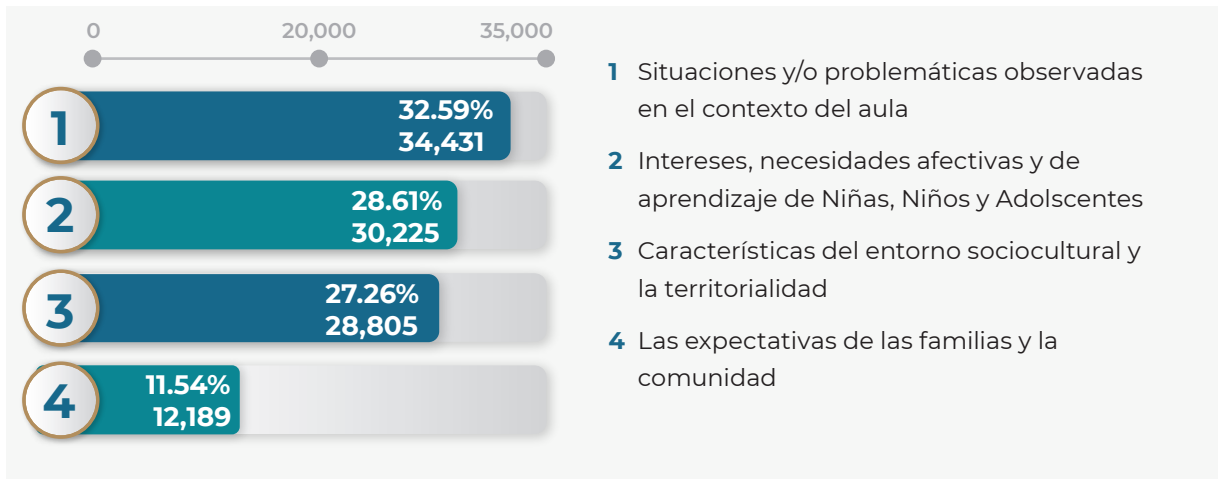 0 20,000 35,000
1
32.59%
34,431
2
28.61%
30,225
3
27.26%
28,805
4
11.54%
12,189
1 Situaciones y/o problemáticas observadas
en el contexto del aula
2 Intereses, necesidades afectivas y de
aprendizaje de Niñas, Niños y Adolscentes
3 Características del entorno sociocultural y
la territorialidad
4 Las expectativas de las familias y la
comunidad